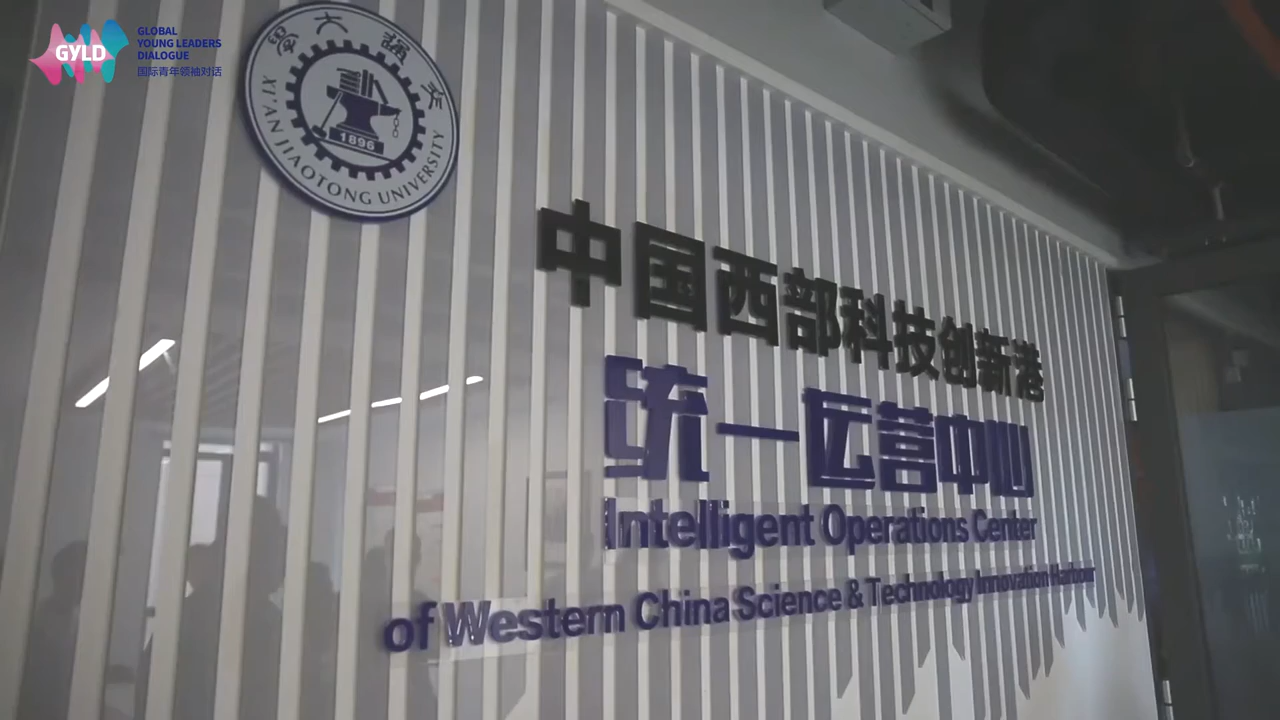 GYLD
GLOBAL
YOUNG LEADERS
DIALOGUE
国际青年领袖对话
XI'AN JIAOTONG UNIVERSITY
1896
中国西部科技创新港
统一运营中心
Intelligent Operations Center
of Western China Science & Technology Innovation Harbour